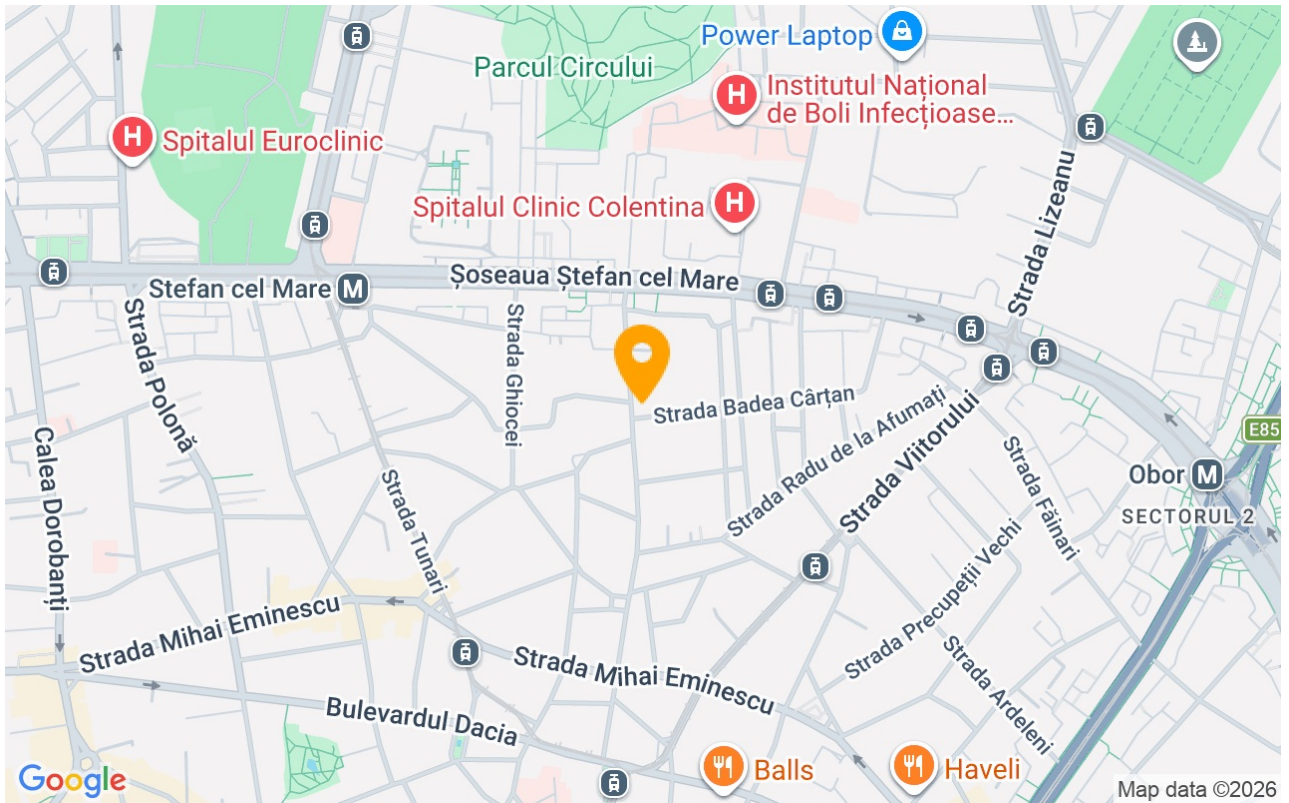 Power Laptop
Parcul Circului
Institutul Național
de Boli Infecțioase...
Spitalul Euroclinic
Spitalul Clinic Colentina
Strada Lizeanu
Șoseaua Ștefan cel Mare
Stefan cel Mare M
Strada Polonă
Strada Ghiocei
Strada Badea Cârțan
Strada Radu de la Afumați
Strada Viitorului
E85
Calea Dorobanți
Strada Tunari
Strada Făinari
Obor M
SECTORUL 2
Strada Precupeții Vechi
Strada Mihai Eminescu
Strada Mihai Eminescu
Strada Ardeleni
Bulevardul Dacia
Balls
Haveli
Google
Map data ©2026